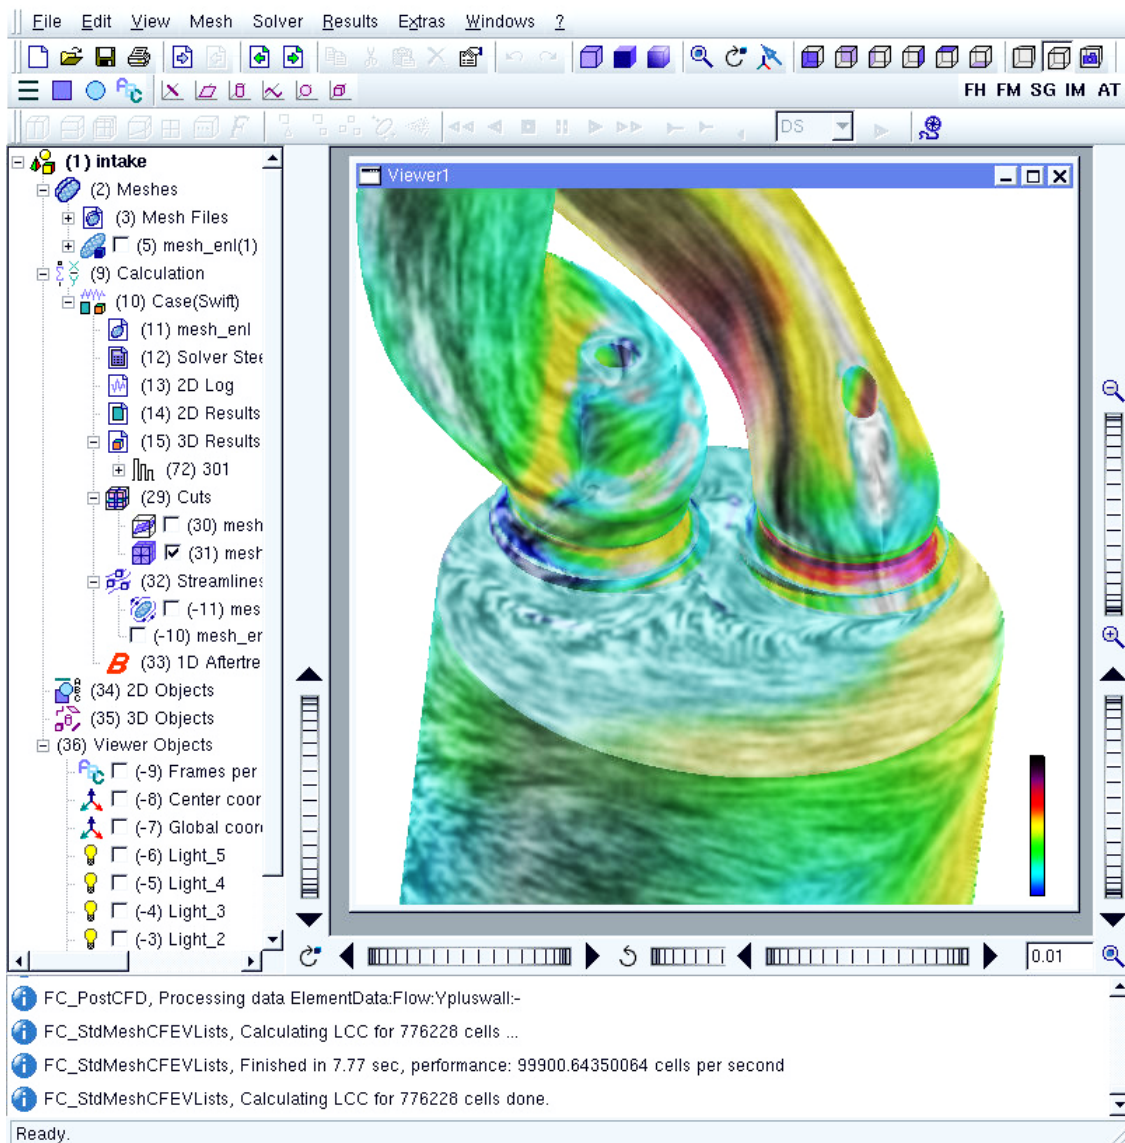 File Edit View Mesh Solver Results Extras Windows ?
FH FM SG IM AT
DS
(1) intake
(2) Meshes
(3) Mesh Files
(5) mesh_enl(1)
(9) Calculation
(10) Case(Swift)
(11) mesh_enl
(12) Solver Stee
(13) 2D Log
(14) 2D Results
(15) 3D Results
(72) 301
(29) Cuts
(30) mesh
(31) mesh
(32) Streamlines
(-11) mes
(-10) mesh_er
(33) 1D Aftertre
(34) 2D Objects
(35) 3D Objects
(36) Viewer Objects
(-9) Frames per
(-8) Center coor
(-7) Global coor
(-6) Light_5
(-5) Light_4
(-4) Light_3
(-3) Light_2
Viewer1
0.01
FC_PostCFD, Processing data ElementData:Flow:Ypluswall:-
FC_StdMeshCFEVLists, Calculating LCC for 776228 cells ...
FC_StdMeshCFEVLists, Finished in 7.77 sec, performance: 99900.64350064 cells per second
FC_StdMeshCFEVLists, Calculating LCC for 776228 cells done.
Ready.